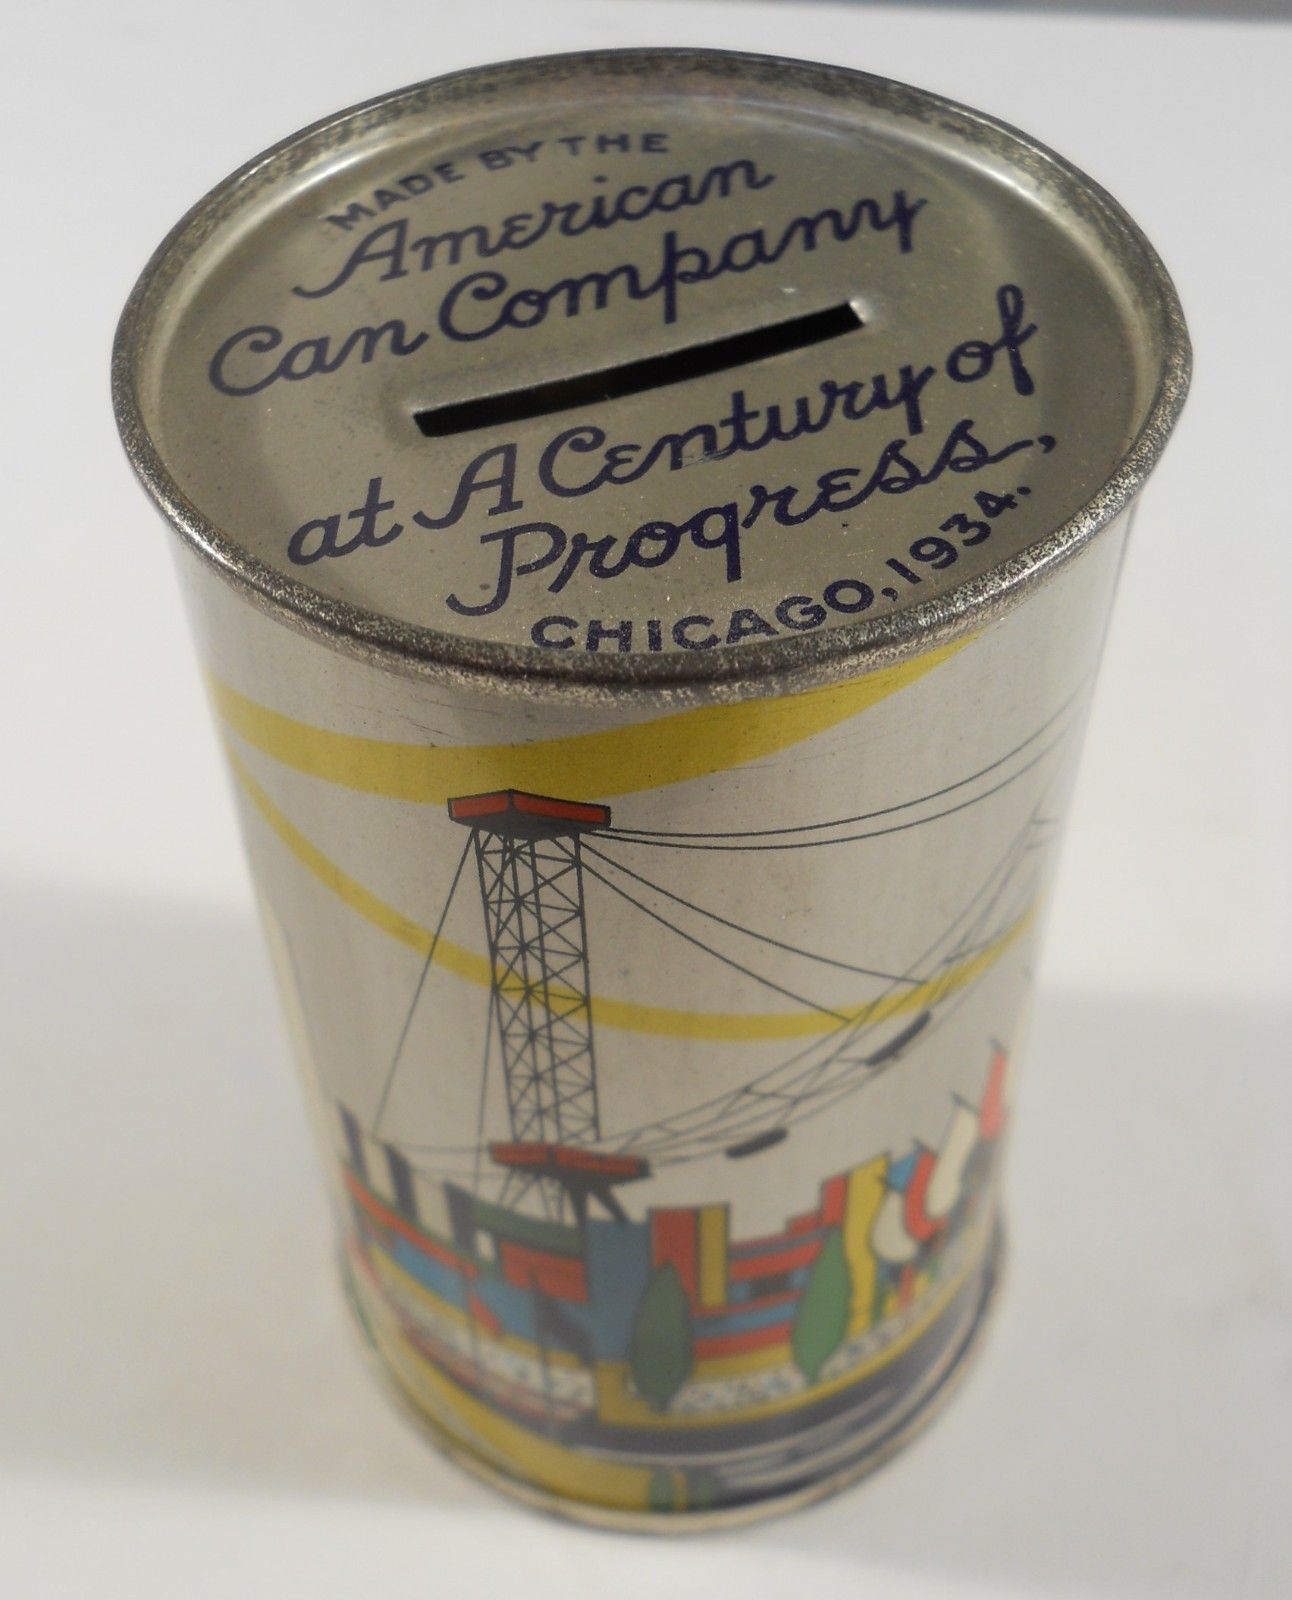 MADE BY THE
American
Can Company
at A Century of
Progress,
CHICAGO, 1934.